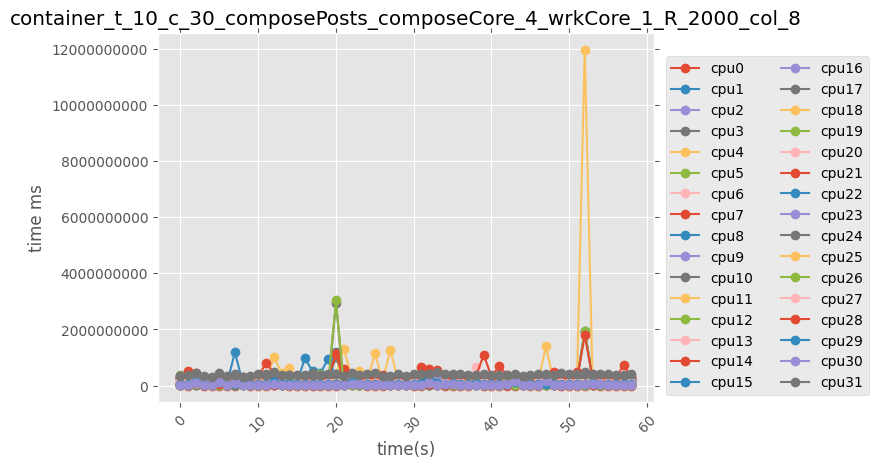 container_t_10_c_30_composePosts_composeCore_4_wrkCore_1_R_2000_col_8
12000000000
10000000000
8000000000
6000000000
4000000000
2000000000
0
time ms
0
10
20
30
40
50
60
time(s)
cpu0
cpu1
cpu2
cpu3
cpu4
cpu5
cpu6
cpu7
cpu8
cpu9
cpu10
cpu11
cpu12
cpu13
cpu14
cpu15
cpu16
cpu17
cpu18
cpu19
cpu20
cpu21
cpu22
cpu23
cpu24
cpu25
cpu26
cpu27
cpu28
cpu29
cpu30
cpu31